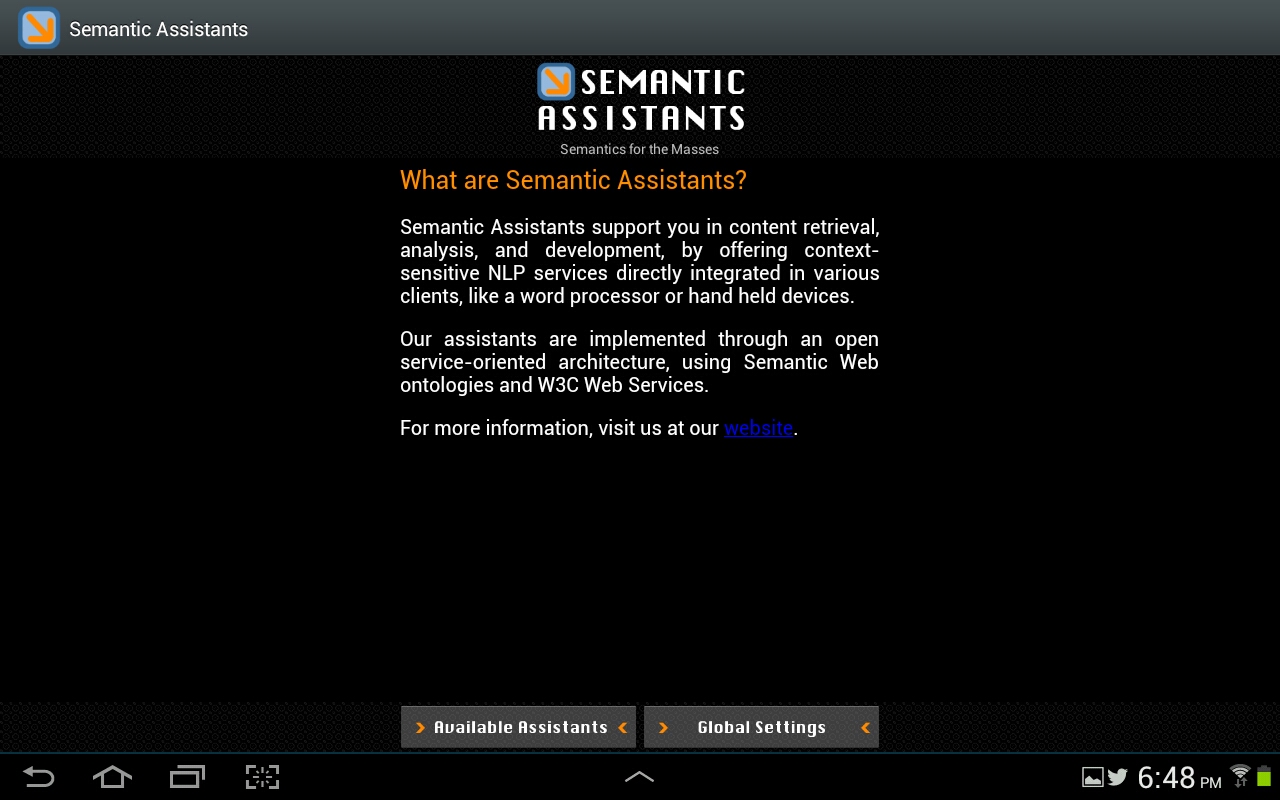 Semantic Assistants
SEMANTIC
ASSISTANTS
Semantics for the Masses
What are Semantic Assistants?
Semantic Assistants support you in content retrieval,
analysis, and development, by offering context-
sensitive NLP services directly integrated in various
clients, like a word processor or hand held devices.
Our assistants are implemented through an open
service-oriented architecture, using Semantic Web
ontologies and W3C Web Services.
For more information, visit us at our website.
Available Assistants
Global Settings
6:48 PM